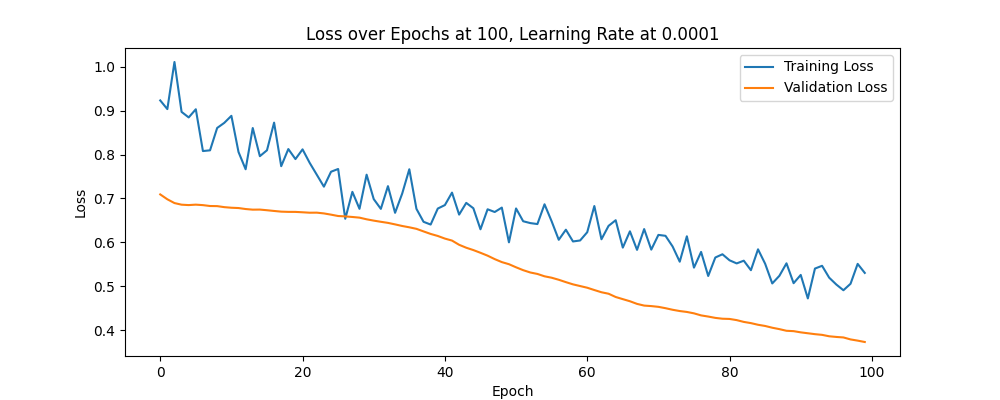 Loss over Epochs at 100, Learning Rate at 0.0001
Training Loss
Validation Loss
Loss
1.0
0.9
0.8
0.7
0.6
0.5
0.4
0 20 40 60 80 100
Epoch